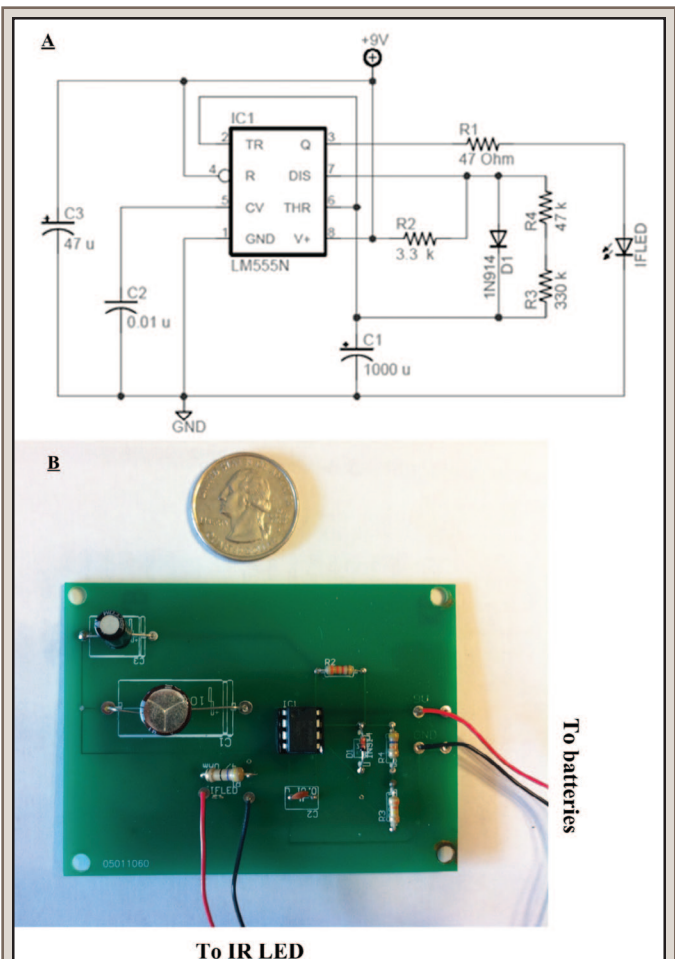 A
+9V
IC1
2 TR Q 3
4 R DIS 7
5 CV THR 6
1 GND V+ 8
LM555N
R1
47 Ohm
R2
3.3 k
1N914
D1
R4
47 k
R3
330 k
IFLED
C3
47 u
C2
0.01 u
C1
1000 u
GND
B
R2
IC1
C1
D1
1N914
R4
R3
IFLED
C2
05011060
To batteries
To IR LED